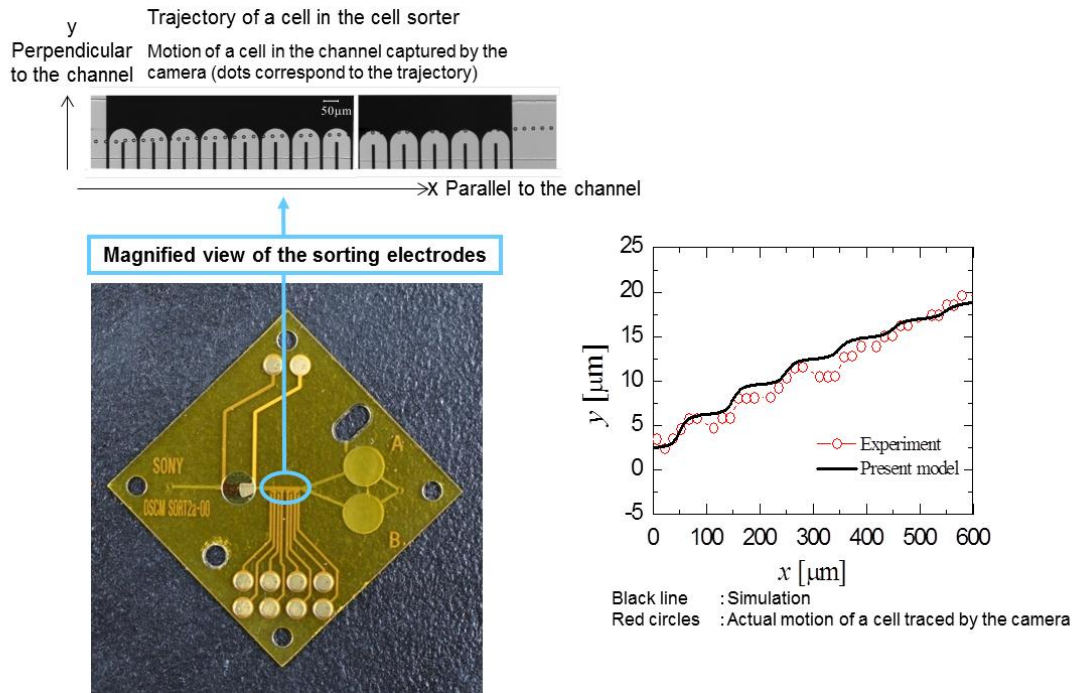 Trajectory of a cell in the cell sorter
y
Perpendicular
to the channel
Motion of a cell in the channel captured by the
camera (dots correspond to the trajectory)
50μm
x Parallel to the channel
Magnified view of the sorting electrodes
SONY
DSCM SORT2a-00
A
B
25
20
15
10
5
0
-5
y [μm]
Experiment
Present model
0 100 200 300 400 500 600
x [μm]
Black line : Simulation
Red circles : Actual motion of a cell traced by the camera